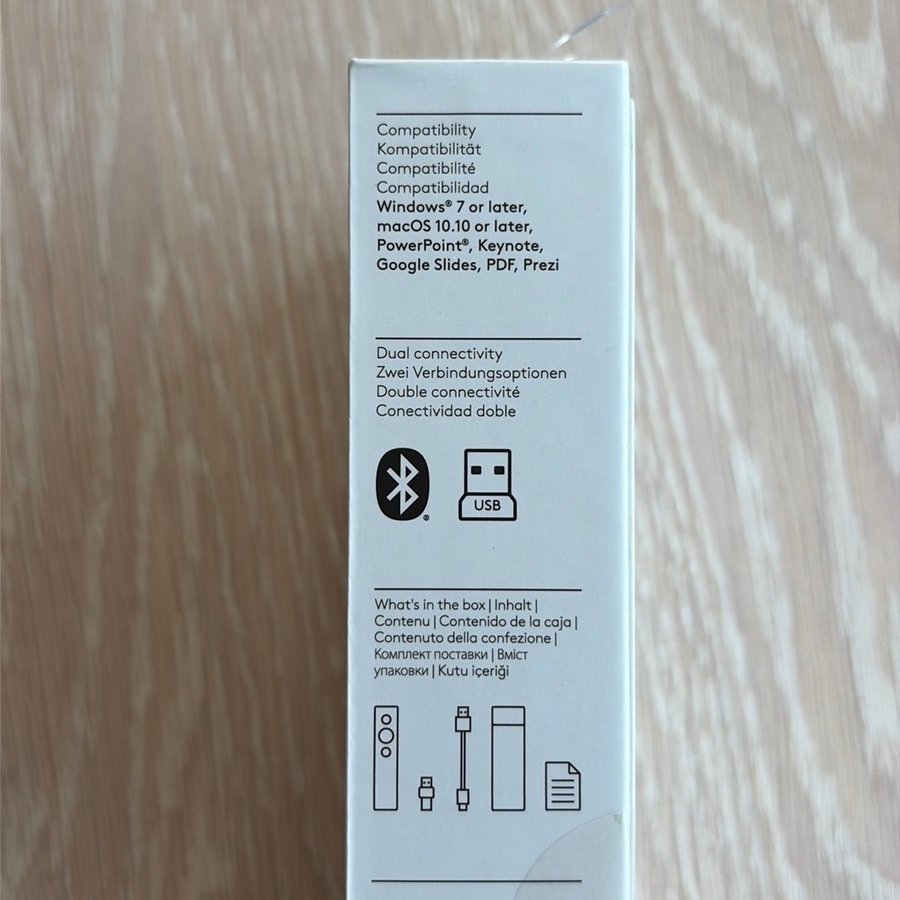 Compatibility
Kompatibilität
Compatibilité
Compatibilidad
Windows® 7 or later,
macOS 10.10 or later,
PowerPoint®, Keynote,
Google Slides, PDF, Prezi
Dual connectivity
Zwei Verbindungsoptionen
Double connectivité
Conectividad doble
®
USB
What's in the box | Inhalt |
Contenu | Contenido de la caja |
Contenuto della confezione |
Комплект поставки | Вміст
упаковки | Kutu içeriği